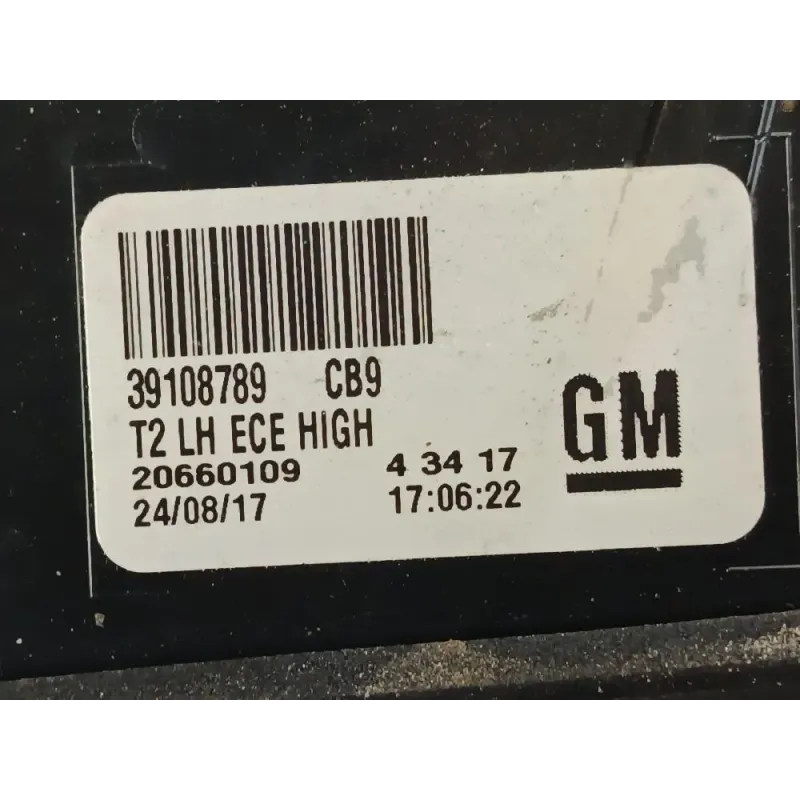 39108789 CB9
T2 LH ECE HIGH
20660109 4 34 17
24/08/17 17:06:22
GM